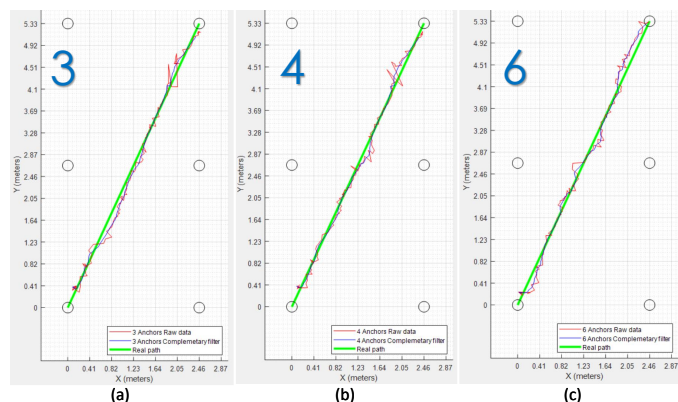 3
5.33
4.92
4.51
4.1
3.69
3.28
2.87
2.46
2.05
1.64
1.23
0.82
0.41
0
Y (meters)
3 Anchors Raw data
3 Anchors Complemetary filter
Real path
0 0.41 0.82 1.23 1.64 2.05 2.46 2.87
X (meters)
(a)
4
5.33
4.92
4.51
4.1
3.69
3.28
2.87
2.46
2.05
1.64
1.23
0.82
0.41
0
Y (meters)
4 Anchors Raw data
4 Anchors Complemetary filter
Real path
0 0.41 0.82 1.23 1.64 2.05 2.46 2.87
X (meters)
(b)
6
5.33
4.92
4.51
4.1
3.69
3.28
2.87
2.46
2.05
1.64
1.23
0.82
0.41
0
Y (meters)
6 Anchors Raw data
6 Anchors Complemetary filter
Real path
0 0.41 0.82 1.23 1.64 2.05 2.46 2.87
X (meters)
(c)